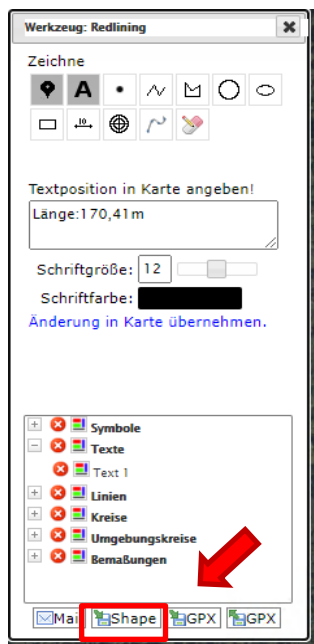 Werkzeug: Redlining
Zeichne
A
10
Textposition in Karte angeben!
Länge:170,41m
Schriftgröße: 12
Schriftfarbe:
Änderung in Karte übernehmen.
Symbole
Texte
Text 1
Linien
Kreise
Umgebungskreise
Bemaßungen
Mai Shape GPX GPX